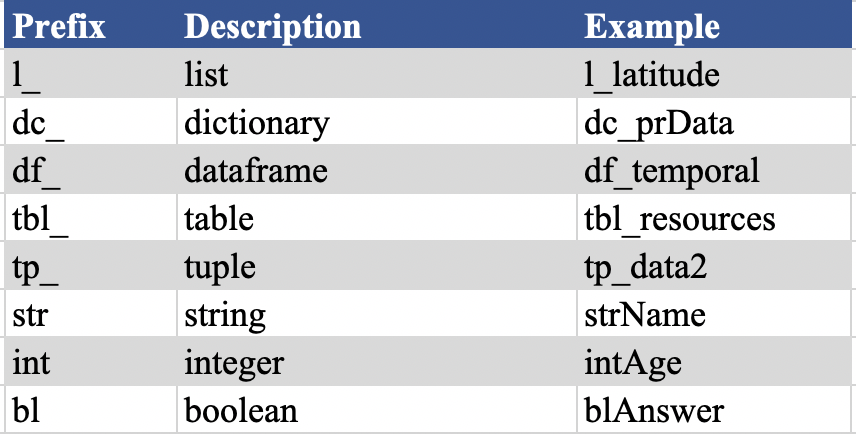 Prefix Description Example
l_ list l_latitude
dc_ dictionary dc_prData
df_ dataframe df_temporal
tbl_ table tbl_resources
tp_ tuple tp_data2
str string strName
int integer intAge
bl boolean blAnswer